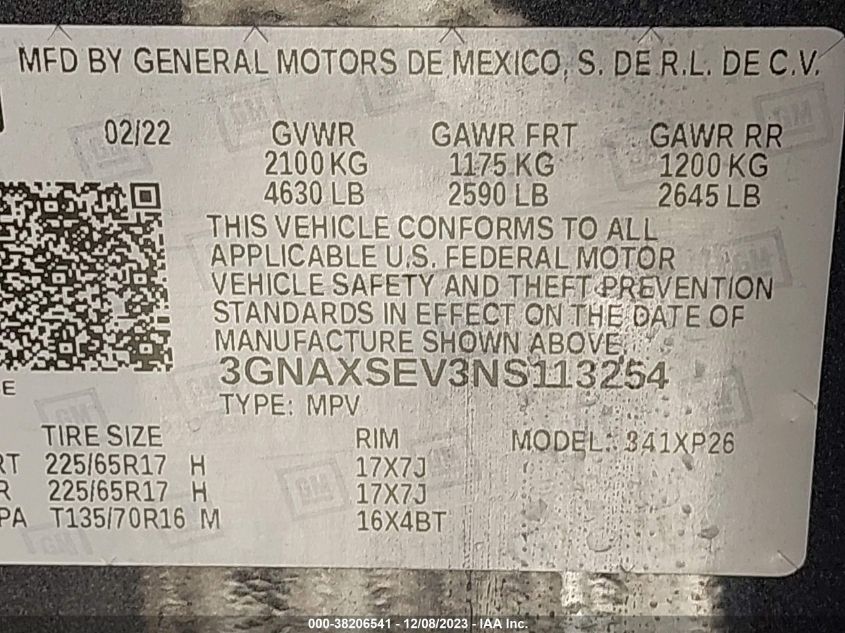 MFD BY GENERAL MOTORS DE MEXICO, S. DE R.L. DE C.V.
02/22 GVWR GAWR FRT GAWR RR
2100 KG 1175 KG 1200 KG
4630 LB 2590 LB 2645 LB
THIS VEHICLE CONFORMS TO ALL
APPLICABLE U.S. FEDERAL MOTOR
VEHICLE SAFETY AND THEFT PREVENTION
STANDARDS IN EFFECT ON THE DATE OF
MANUFACTURE SHOWN ABOVE.
3GNAXSEV3NS113254
E
TYPE: MPV
TIRE SIZE RIM MODEL: 341XP26
RT 225/65R17 H 17X7J
R 225/65R17 H 17X7J
PA T135/70R16 M 16X4BT
000-38206541 - 12/08/2023 - IAA Inc.